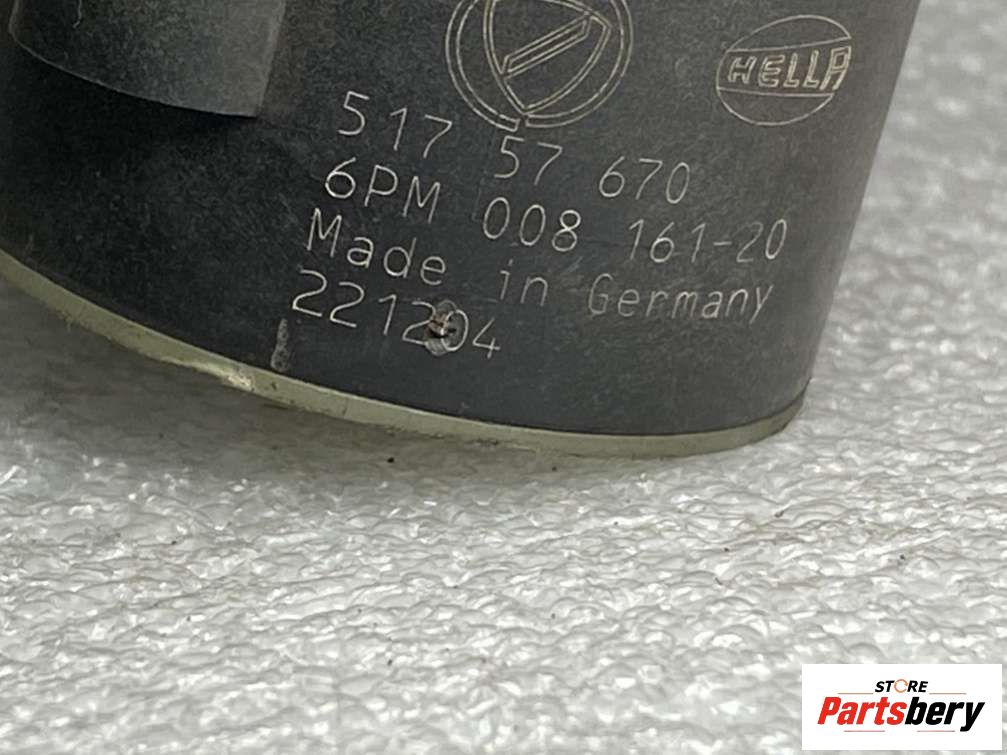 HELLA
517 57 670
6PM 008 161-20
Made in Germany
221204
STORE
Partsbery